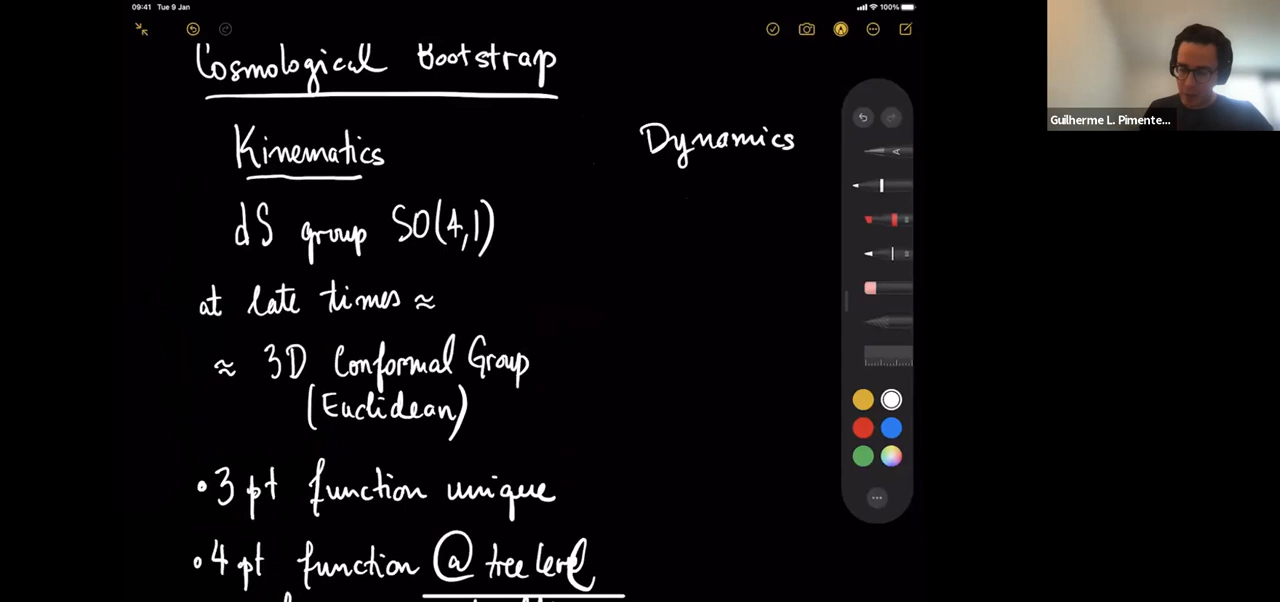 09:41 Tue 9 Jan
100%
Cosmological Bootstrap
Guilherme L. Pimente...
Kinematics
Dynamics
dS group SO(4,1)
at late times ≈
≈ 3D Conformal Group
(Euclidean)
• 3 pt function unique
• 4 pt function @ tree level